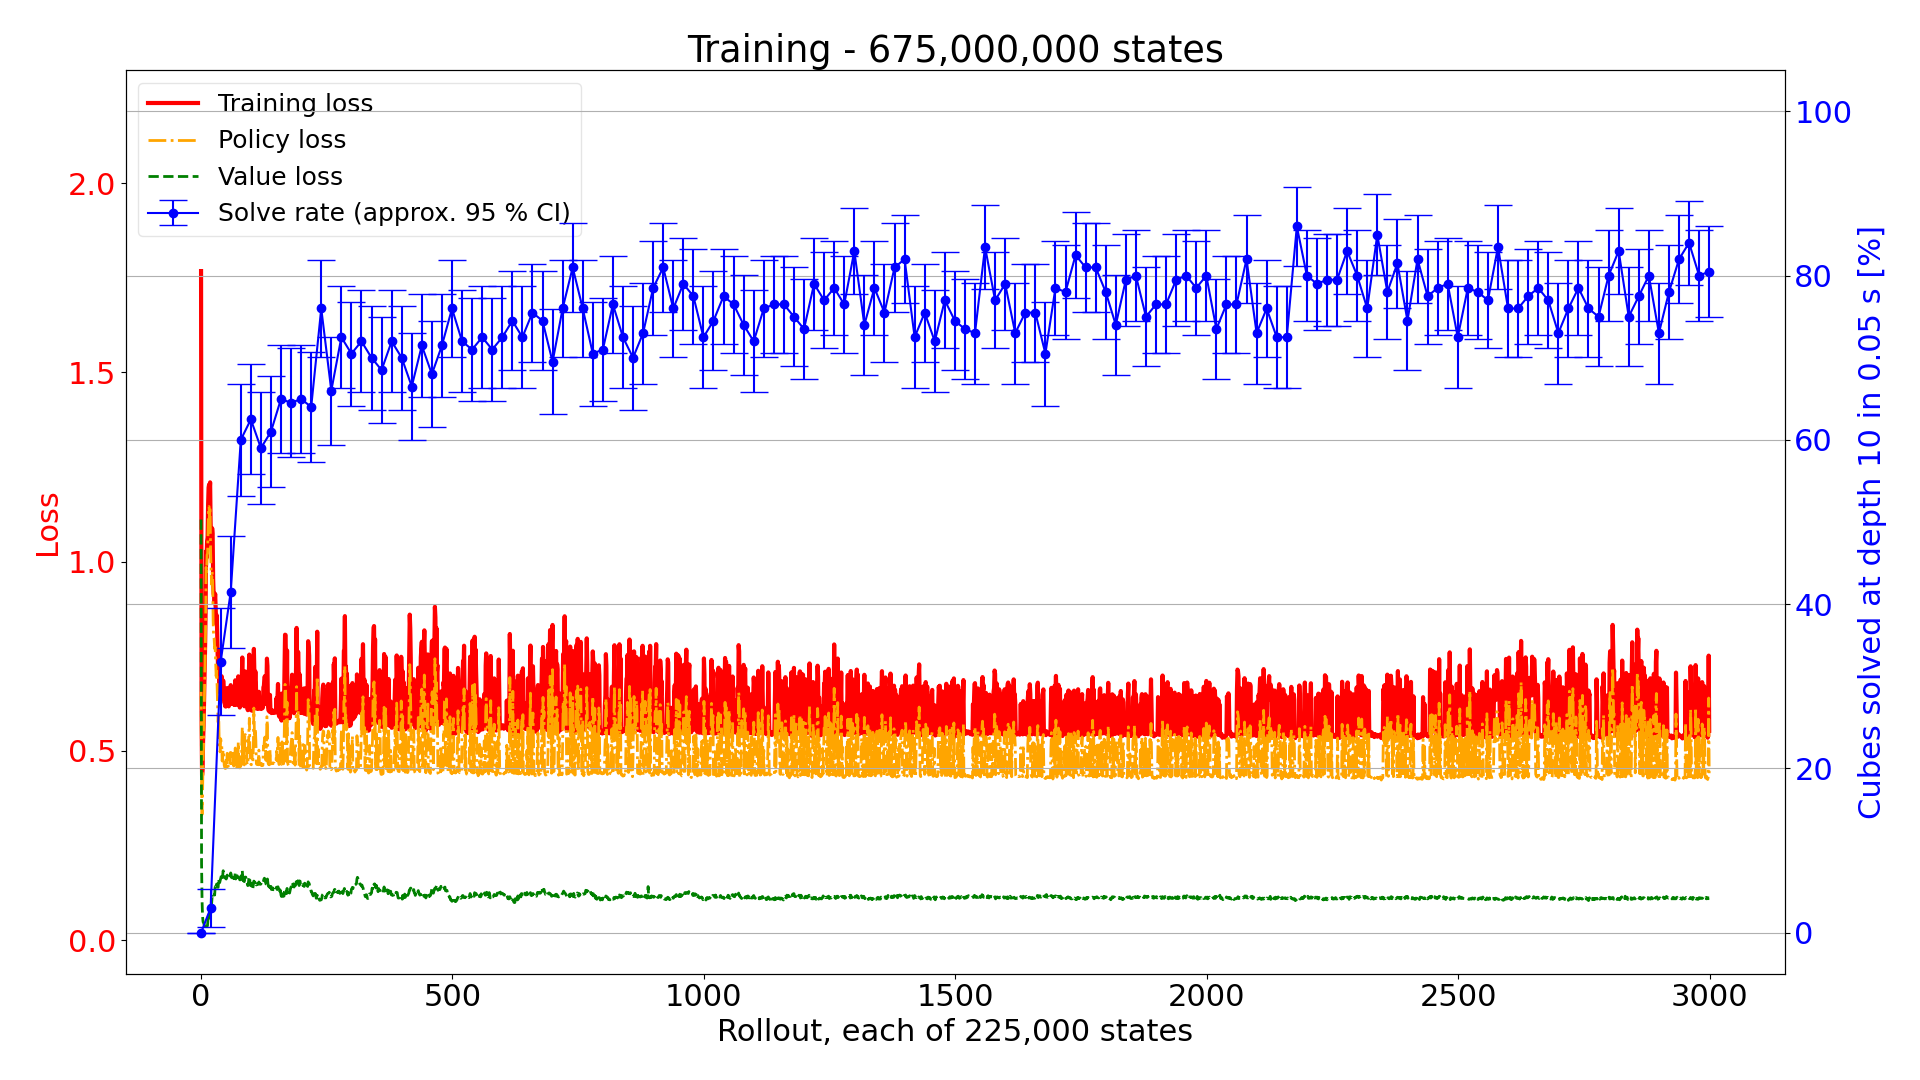 Training - 675,000,000 states
Training loss
Policy loss
Value loss
Solve rate (approx. 95 % CI)
Loss
2.0
1.5
1.0
0.5
0.0
100
80
60
40
20
0
Cubes solved at depth 10 in 0.05 s [%]
0 500 1000 1500 2000 2500 3000
Rollout, each of 225,000 states